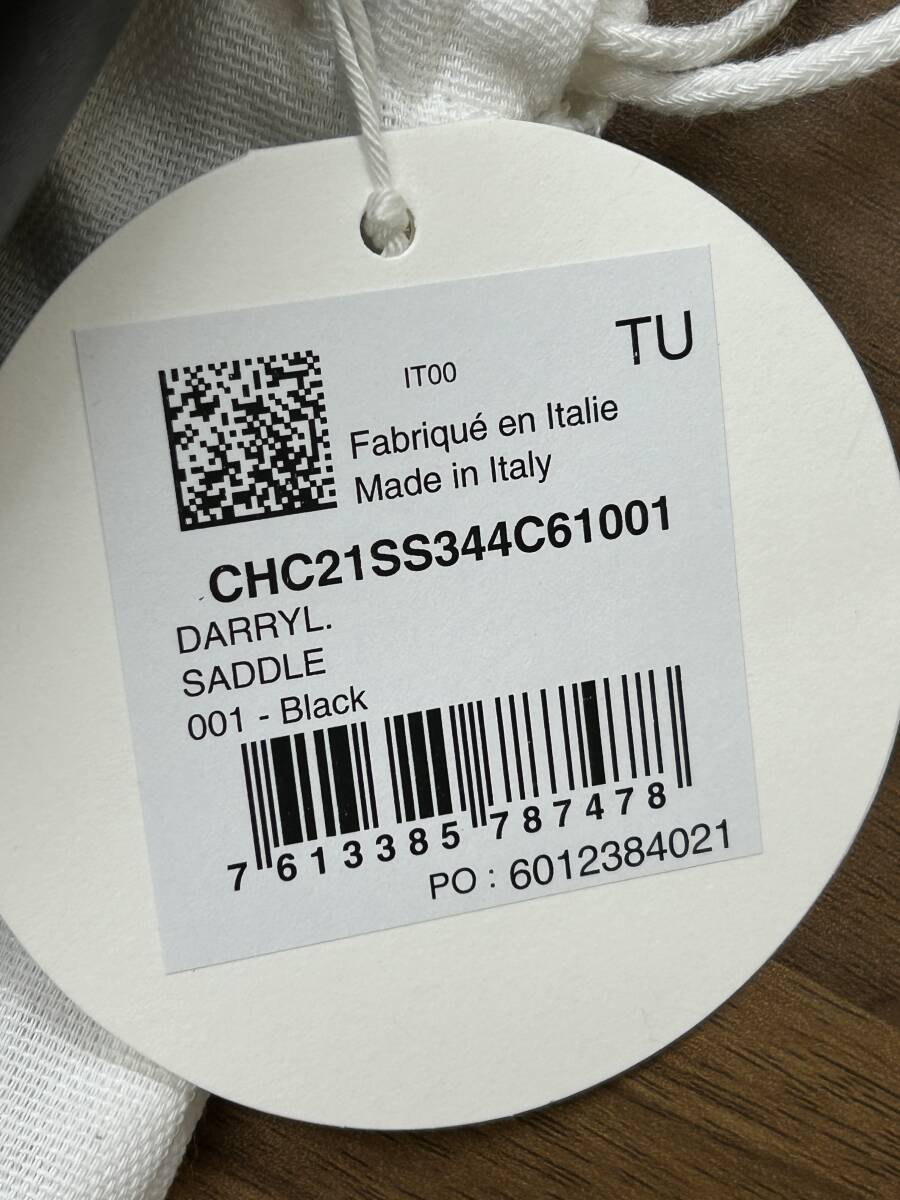 TU
IT00
Fabriqué en Italie
Made in Italy
CHC21SS344C61001
DARRYL.
SADDLE
001 - Black
7 613385 787478
PO : 6012384021